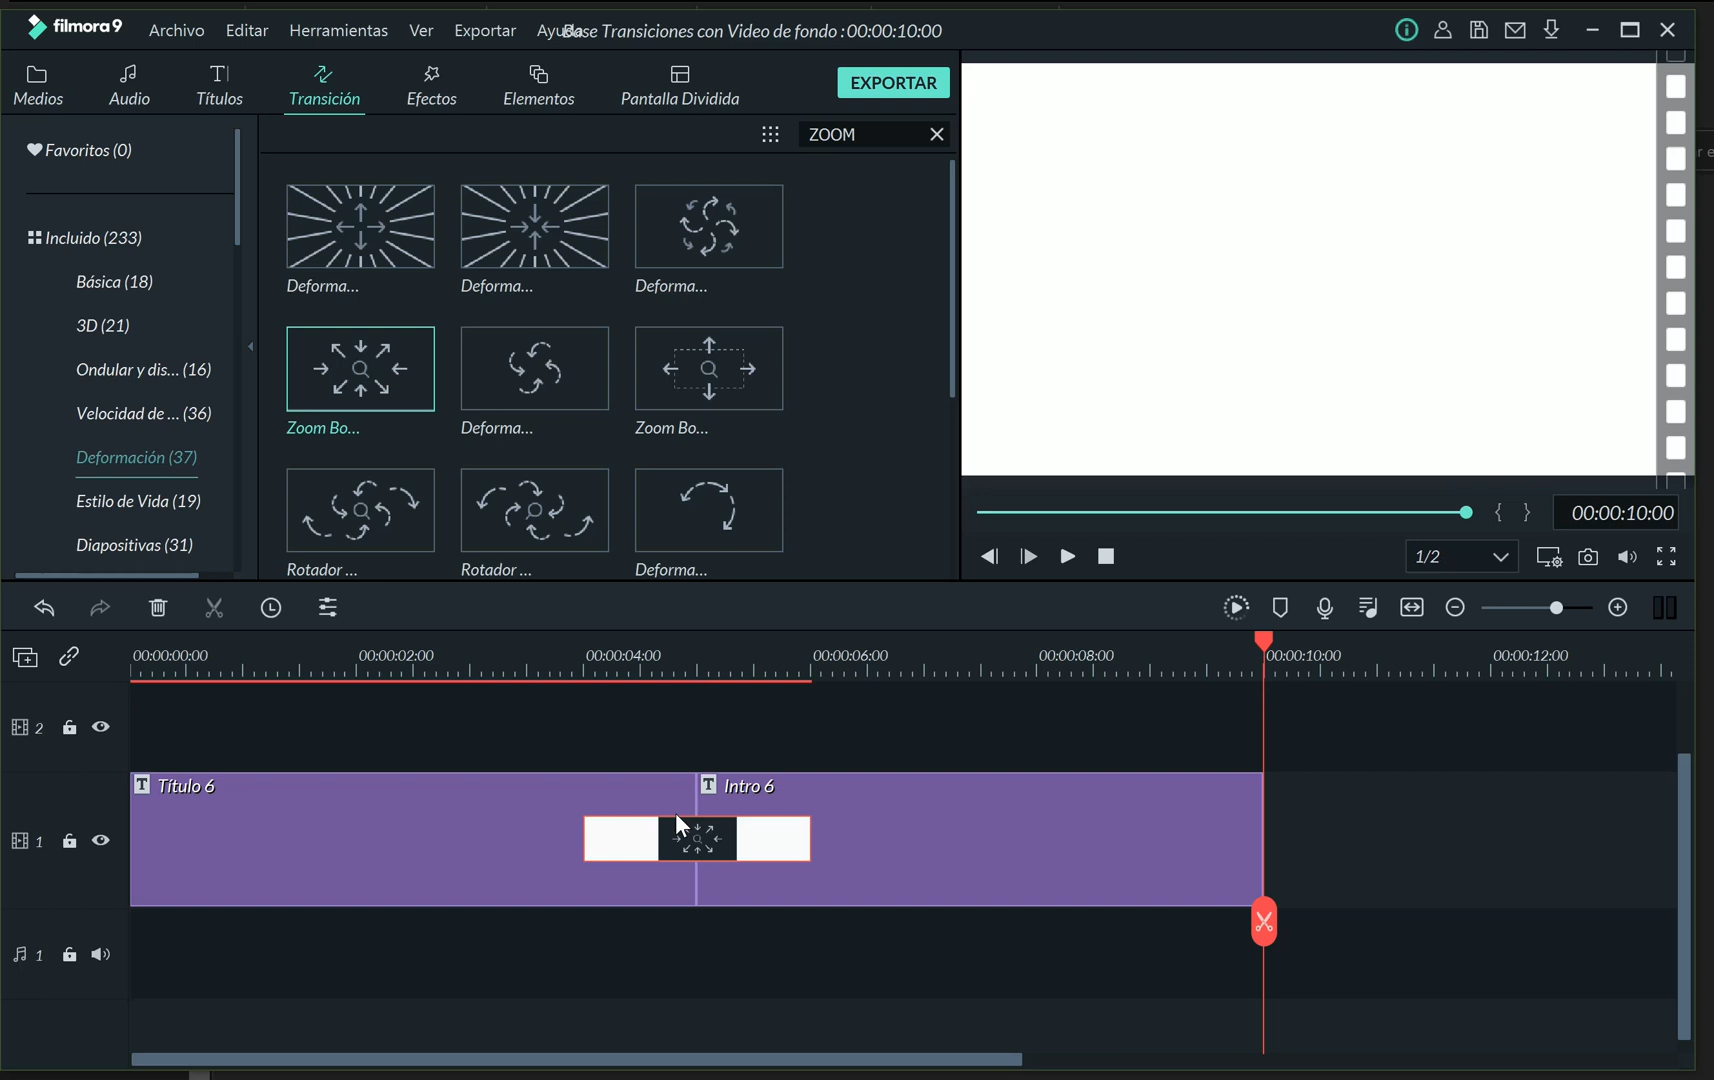 filmora9 Archivo Editar Herramientas Ver Exportar Ayuda Base Transiciones con Video de fondo : 00:00:10:00
Medios Audio Títulos Transición Efectos Elementos Pantalla Dividida EXPORTAR
ZOOM
Favoritos (0)
Incluido (233)
Básica (18)
3D (21)
Ondular y dis... (16)
Velocidad de ... (36)
Deformación (37)
Estilo de Vida (19)
Diapositivas (31)
Deforma... Deforma... Deforma...
Zoom Bo... Deforma... Zoom Bo...
Rotador ... Rotador ... Deforma...
{ } 00:00:10:00
1/2
00:00:00:00 00:00:02:00 00:00:04:00 00:00:06:00 00:00:08:00 00:00:10:00 00:00:12:00
2
T Título 6 T Intro 6
1
1